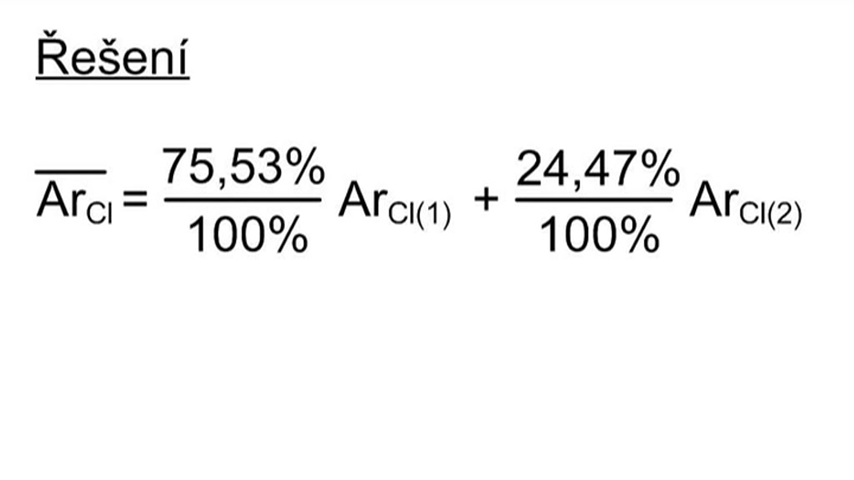 Řešení
75,53% 24,47%
Ar_Cl = Ar_Cl(1) + Ar_Cl(2)
100% 100%